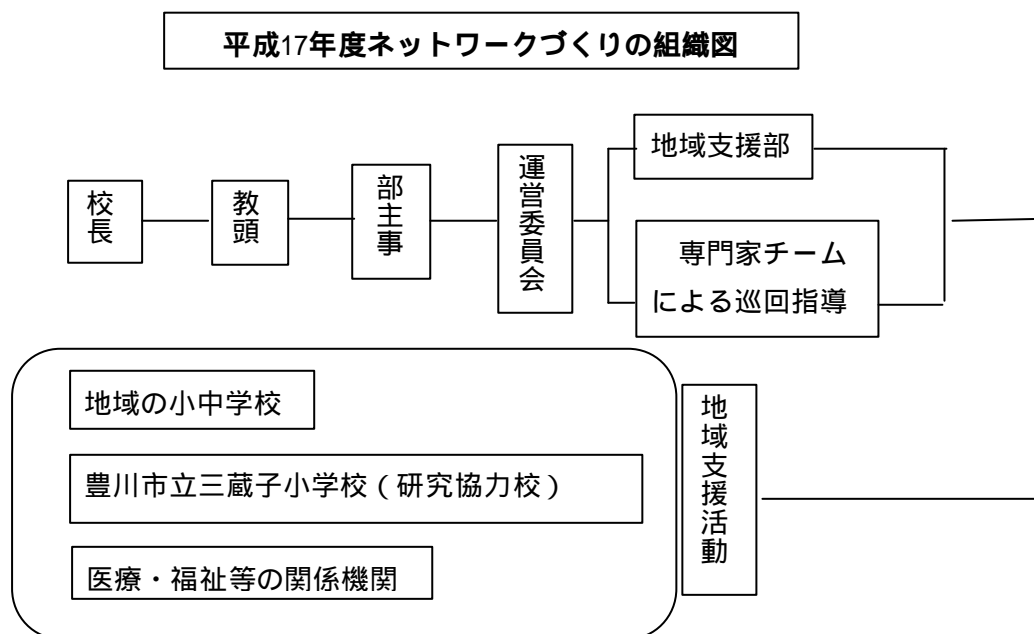 平成17年度ネットワークづくりの組織図
校長
教頭
部主事
運営委員会
地域支援部
専門家チーム
による巡回指導
地域の小中学校
豊川市立三蔵子小学校（研究協力校）
医療・福祉等の関係機関
地域支援活動